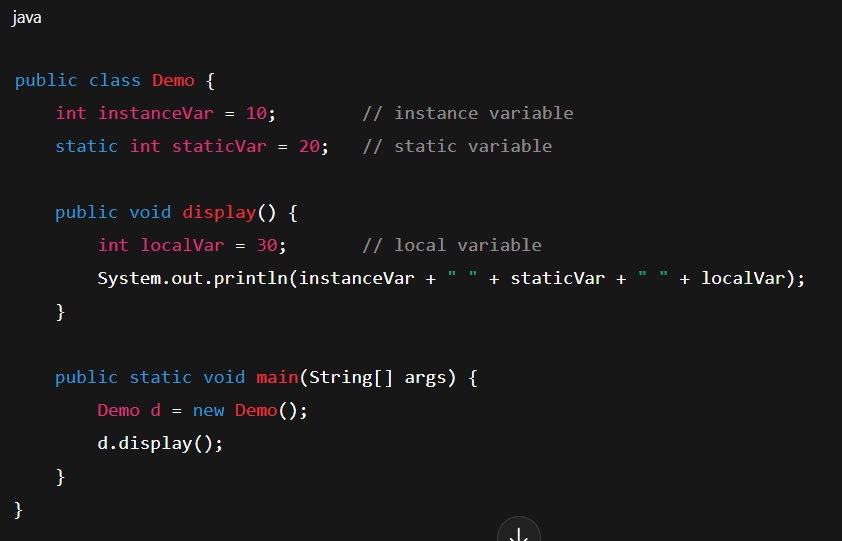 java
public class Demo {
    int instanceVar = 10;        // instance variable
    static int staticVar = 20;   // static variable
    public void display() {
        int localVar = 30;       // local variable
        System.out.println(instanceVar + " " + staticVar + " " + localVar);
    }
    public static void main(String[] args) {
        Demo d = new Demo();
        d.display();
    }
}